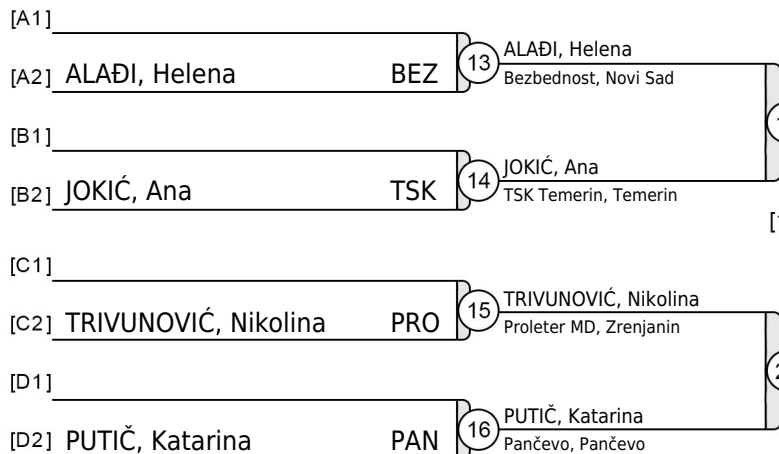 [A1]
[A2] ALAĐI, Helena BEZ
13
ALAĐI, Helena
Bezbednost, Novi Sad
[B1]
[B2] JOKIĆ, Ana TSK
14
JOKIĆ, Ana
TSK Temerin, Temerin
[C1]
[C2] TRIVUNOVIĆ, Nikolina PRO
15
TRIVUNOVIĆ, Nikolina
Proleter MD, Zrenjanin
[D1]
[D2] PUTIČ, Katarina PAN
16
PUTIČ, Katarina
Pančevo, Pančevo